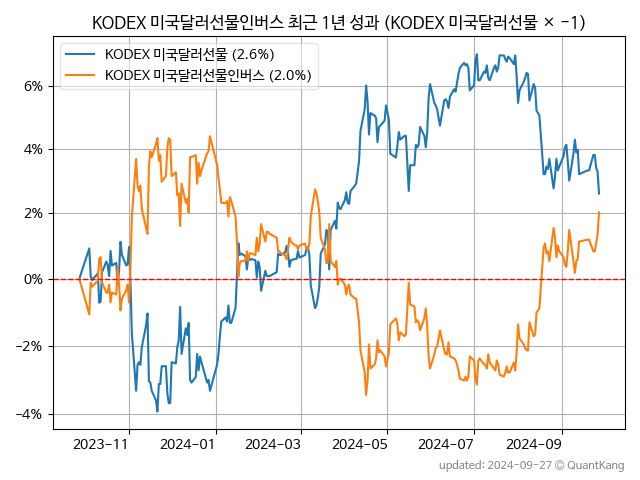 KODEX 미국달러선물인버스 최근 1년 성과 (KODEX 미국달러선물 × -1)
KODEX 미국달러선물 (2.6%)
KODEX 미국달러선물인버스 (2.0%)
6%
4%
2%
0%
−2%
−4%
2023-11 2024-01 2024-03 2024-05 2024-07 2024-09
updated: 2024-09-27 © QuantKang